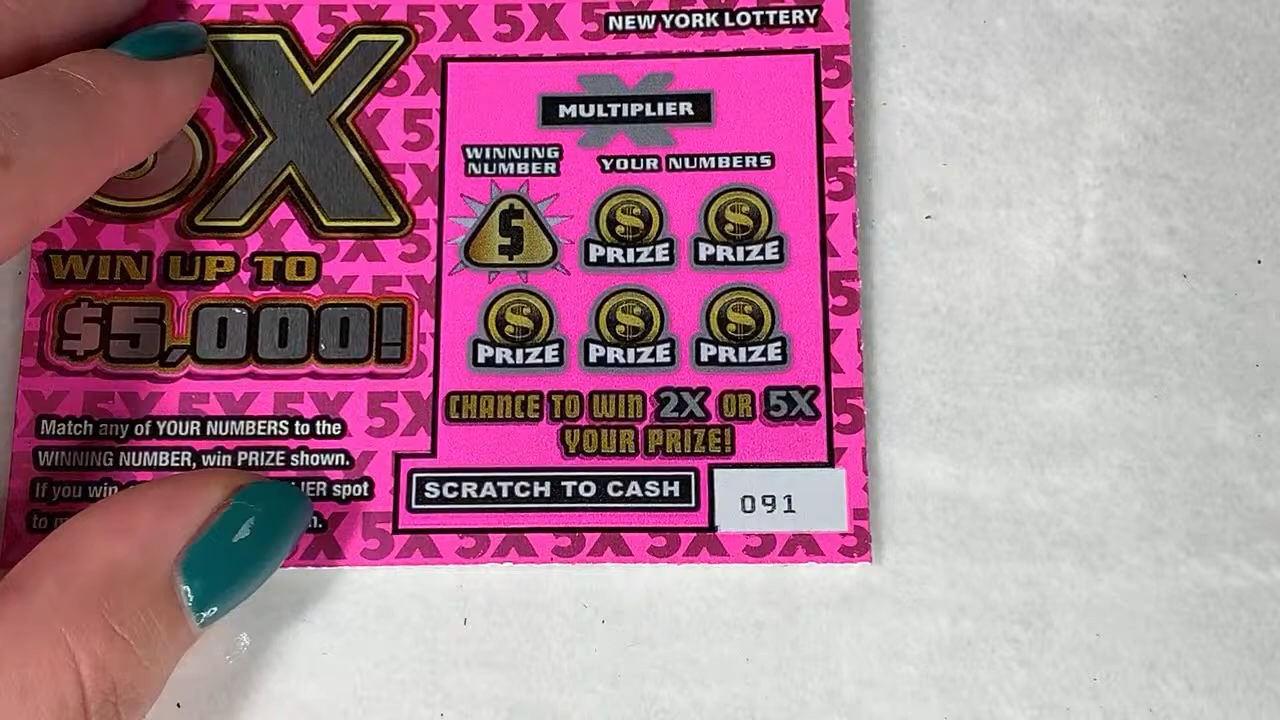 NEW YORK LOTTERY
5X
WIN UP TO
$5,000!
Match any of YOUR NUMBERS to the
WINNING NUMBER, win PRIZE shown.
If you win spot
to
MULTIPLIER
WINNING
NUMBER
YOUR NUMBERS
$
$ PRIZE
$ PRIZE
$ PRIZE
$ PRIZE
$ PRIZE
CHANCE TO WIN 2X OR 5X
YOUR PRIZE!
SCRATCH TO CASH
091